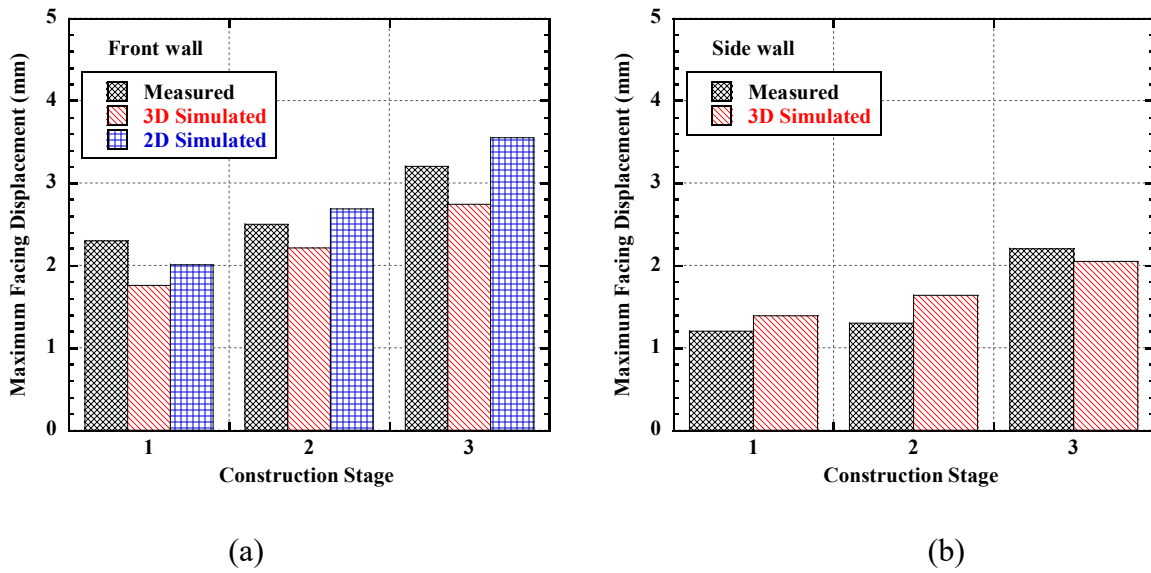 Front wall
Measured
3D Simulated
2D Simulated
Maximum Facing Displacement (mm)
5
4
3
2
1
0
1 2 3
Construction Stage
(a)
Side wall
Measured
3D Simulated
Maximum Facing Displacement (mm)
5
4
3
2
1
0
1 2 3
Construction Stage
(b)